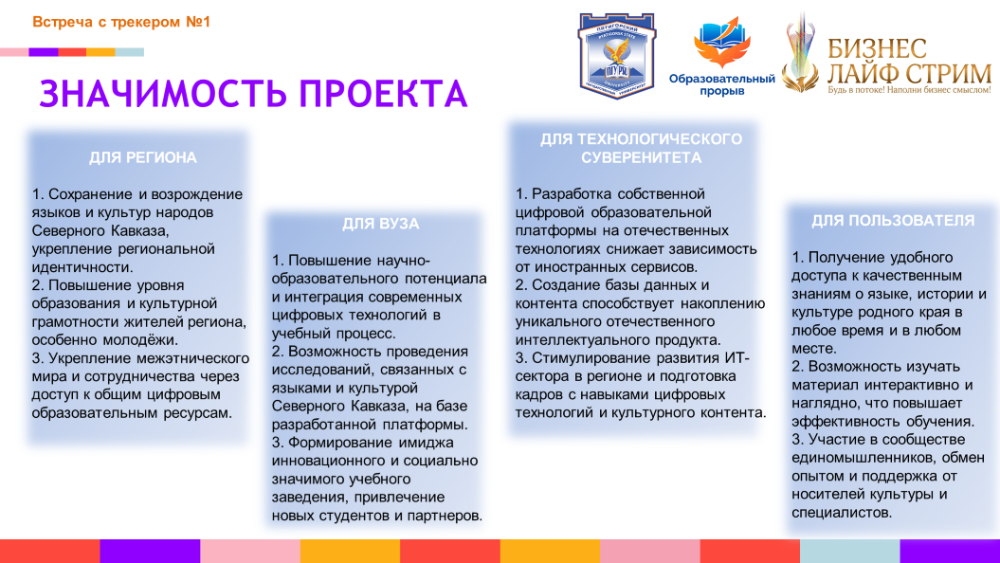 Встреча с трекером №1
ПЯТИГОРСКИЙ
PYATIGORSK STATE
ПГУ
UNIVERSITY
ГОСУДАРСТВЕННЫЙ УНИВЕРСИТЕТ
Образовательный
прорыв
БИЗНЕС
ЛАЙФ СТРИМ
Будь в потоке! Наполни бизнес смыслом!
ЗНАЧИМОСТЬ ПРОЕКТА
ДЛЯ РЕГИОНА
1. Сохранение и возрождение
языков и культур народов
Северного Кавказа,
укрепление региональной
идентичности.
2. Повышение уровня
образования и культурной
грамотности жителей региона,
особенно молодёжи.
3. Укрепление межэтнического
мира и сотрудничества через
доступ к общим цифровым
образовательным ресурсам.
ДЛЯ ВУЗА
1. Повышение научно-
образовательного потенциала
и интеграция современных
цифровых технологий в
учебный процесс.
2. Возможность проведения
исследований, связанных с
языками и культурой
Северного Кавказа, на базе
разработанной платформы.
3. Формирование имиджа
инновационного и социально
значимого учебного
заведения, привлечение
новых студентов и партнеров.
ДЛЯ ТЕХНОЛОГИЧЕСКОГО
СУВЕРЕНИТЕТА
1. Разработка собственной
цифровой образовательной
платформы на отечественных
технологиях снижает зависимость
от иностранных сервисов.
2. Создание базы данных и
контента способствует накоплению
уникального отечественного
интеллектуального продукта.
3. Стимулирование развития ИТ-
сектора в регионе и подготовка
кадров с навыками цифровых
технологий и культурного контента.
ДЛЯ ПОЛЬЗОВАТЕЛЯ
1. Получение удобного
доступа к качественным
знаниям о языке, истории и
культуре родного края в
любое время и в любом
месте.
2. Возможность изучать
материал интерактивно и
наглядно, что повышает
эффективность обучения.
3. Участие в сообществе
единомышленников, обмен
опытом и поддержка от
носителей культуры и
специалистов.